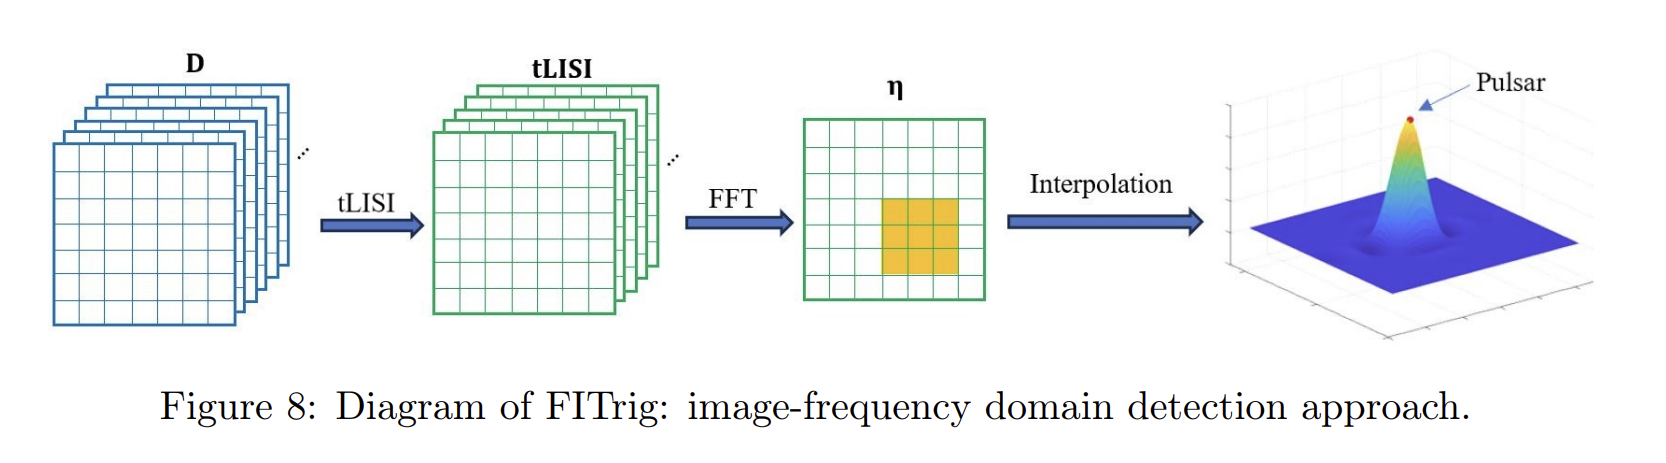 D
tLISI
η
Pulsar
tLISI
FFT
Interpolation
...
...
Figure 8: Diagram of FITrig: image-frequency domain detection approach.